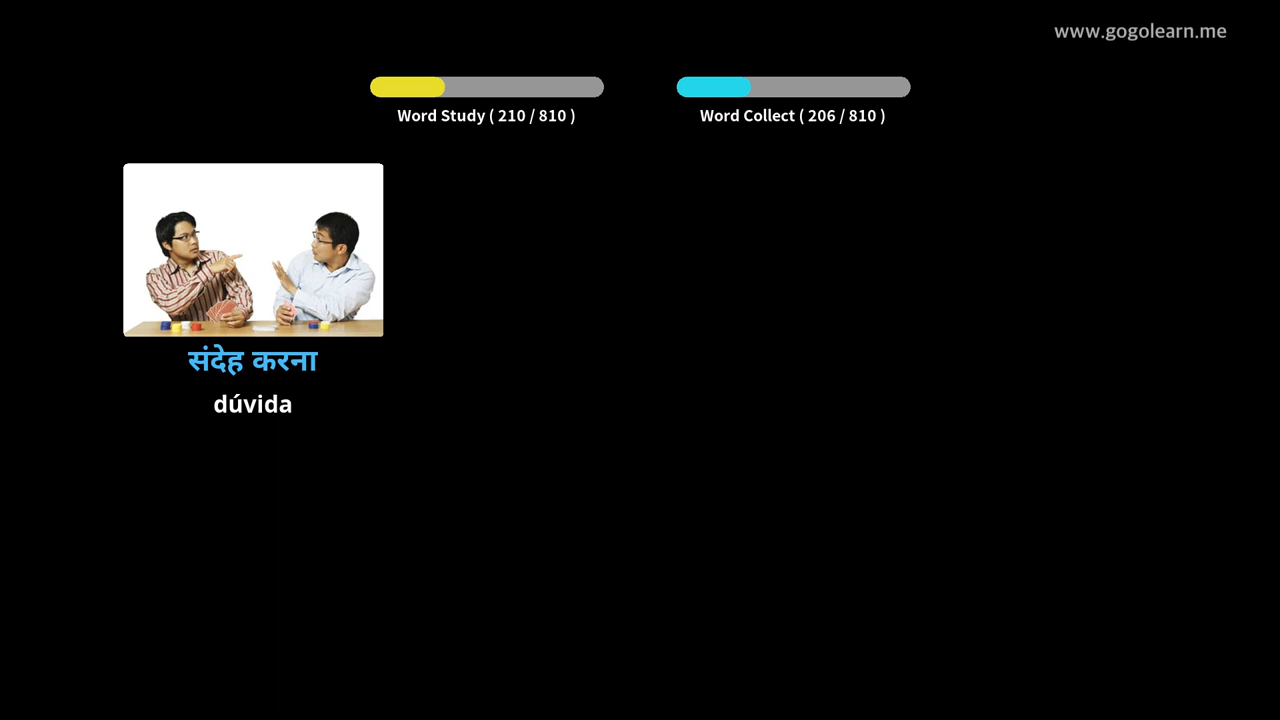 www.gogolearn.me
Word Study ( 210 / 810 )
Word Collect ( 206 / 810 )
संदेह करना
dúvida